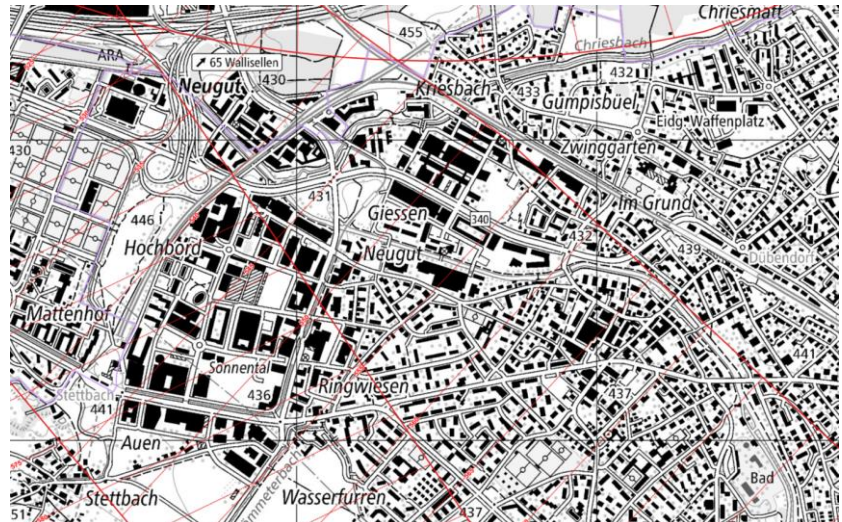 Chriesmatt
455
Chriesbach
ARA
65 Wallisellen
430
432
Neugut
Kriesbach
433
Gumpisbüel
Eidg. Waffenplatz
430
Zwinggarten
431
Im Grund
446
Giessen
340
Hochbord
432
439
Neugut
Dübendorf
Mattenhof
441
Sonnental
Ringwiesen
Stettbach
436
437
441
Auen
Bad
Stettbach
Wasserfurren
437